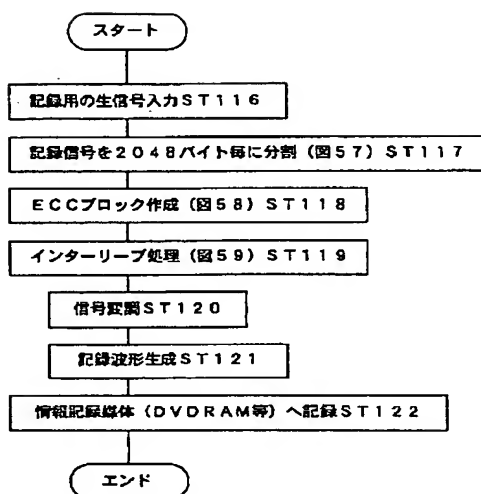 スタート
記録用の生信号入力ST116
記録信号を2048バイト毎に分割(図57)ST117
ECCブロック作成(図58)ST118
インターリーブ処理(図59)ST119
信号変調ST120
記録波形生成ST121
情報記録媒体(DVDRAM等)へ記録ST122
エンド